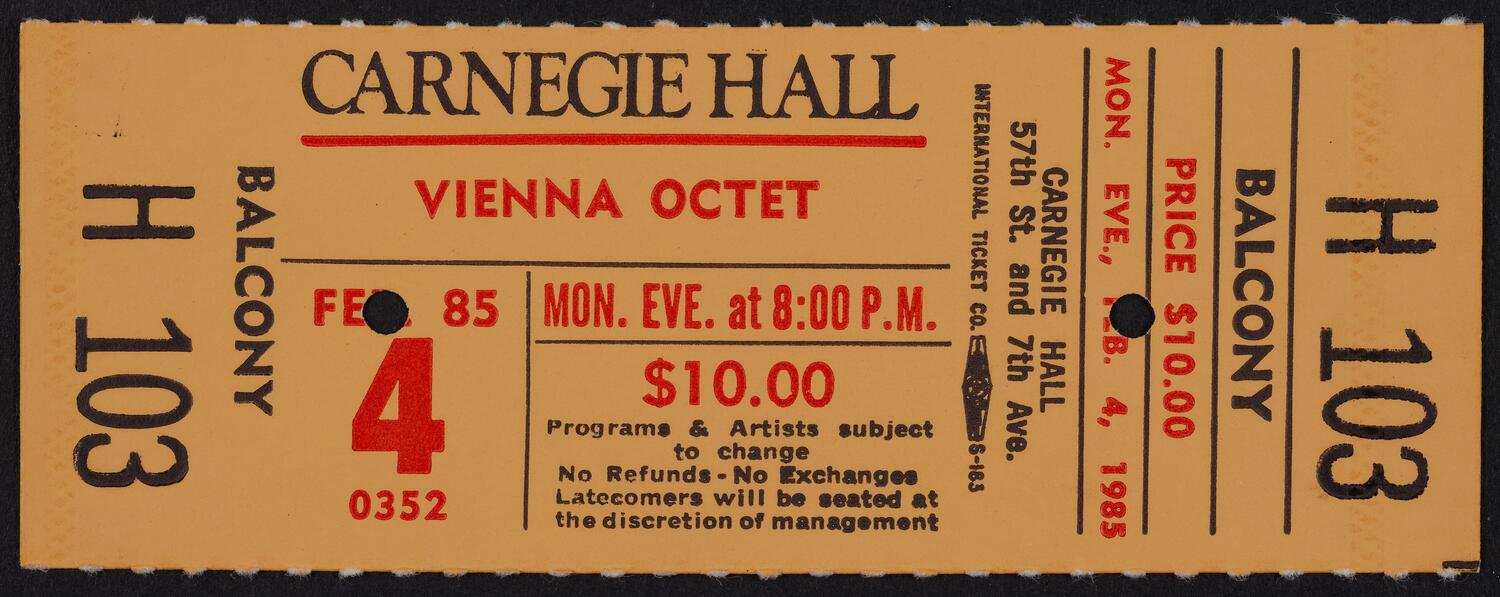 H 103
BALCONY
CARNEGIE HALL
VIENNA OCTET
85
4
0352
MON. EVE. at 8:00 P.M.
$10.00
Programs & Artists subject
to change
No Refunds - No Exchanges
Latecomers will be seated at
the discretion of management
INTERNATIONAL TICKET CO. S-183
CARNEGIE HALL
57th St. and 7th Ave.
MON. EVE., FEB. 4, 1985
PRICE $10.00
BALCONY
H 103